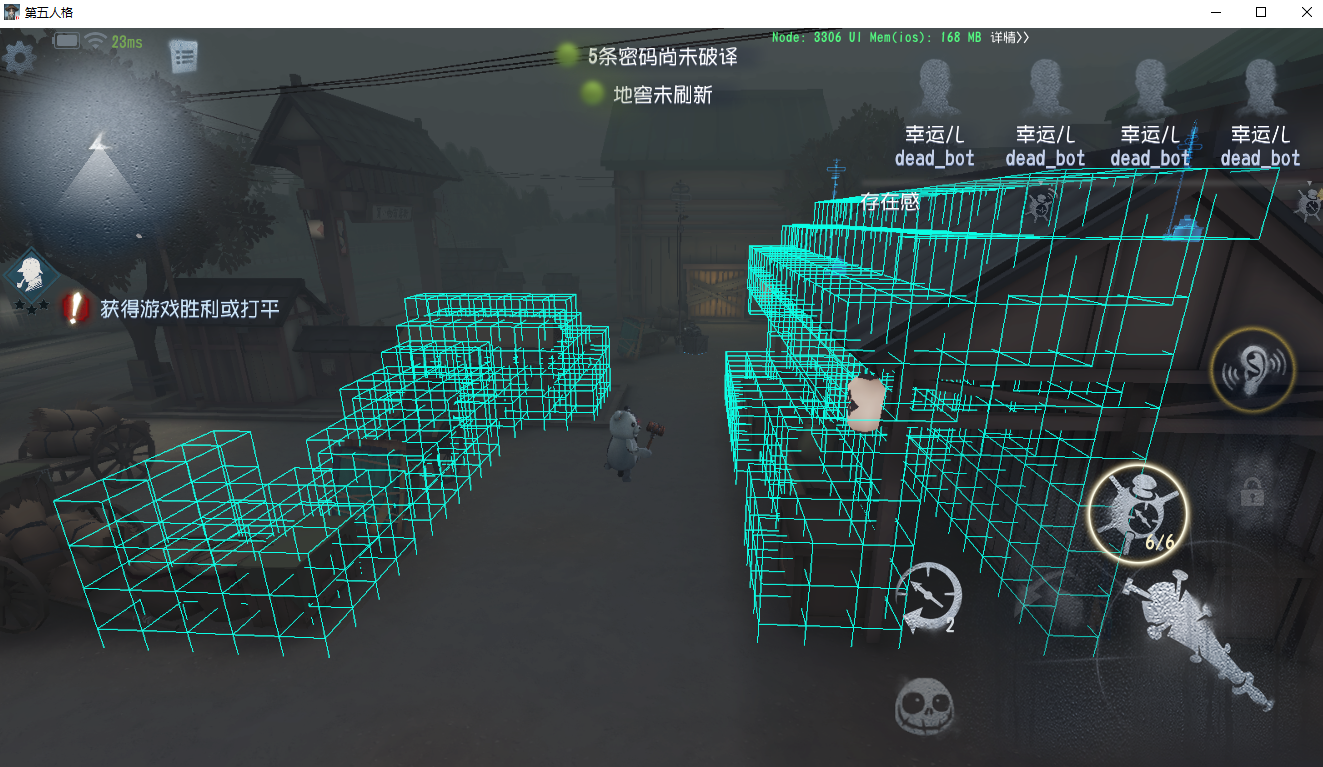 第五人格
23ms
Node: 3306 UI Mem(ios): 168 MB 详情>>
5条密码尚未破译
地窖未刷新
幸运儿 幸运儿 幸运儿 幸运儿
dead_bot dead_bot dead_bot dead_bot
存在感
获得游戏胜利或打平
6/6
2